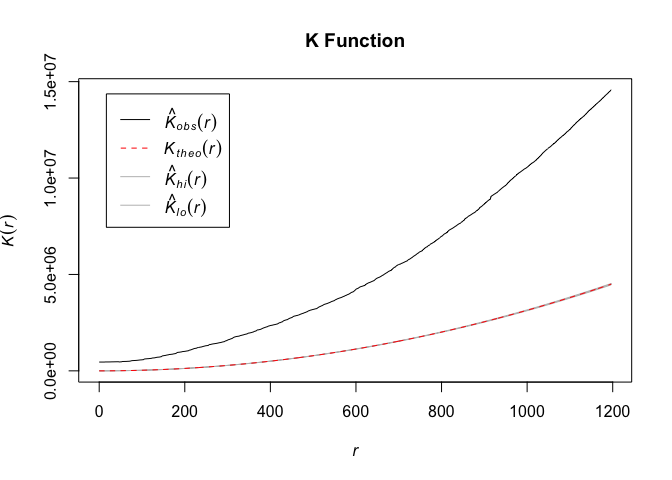 K Function
K̂obs(r)
Ktheo(r)
K̂hi(r)
K̂lo(r)
K(r)
1.5e+07
1.0e+07
5.0e+06
0.0e+00
0 200 400 600 800 1000 1200
r